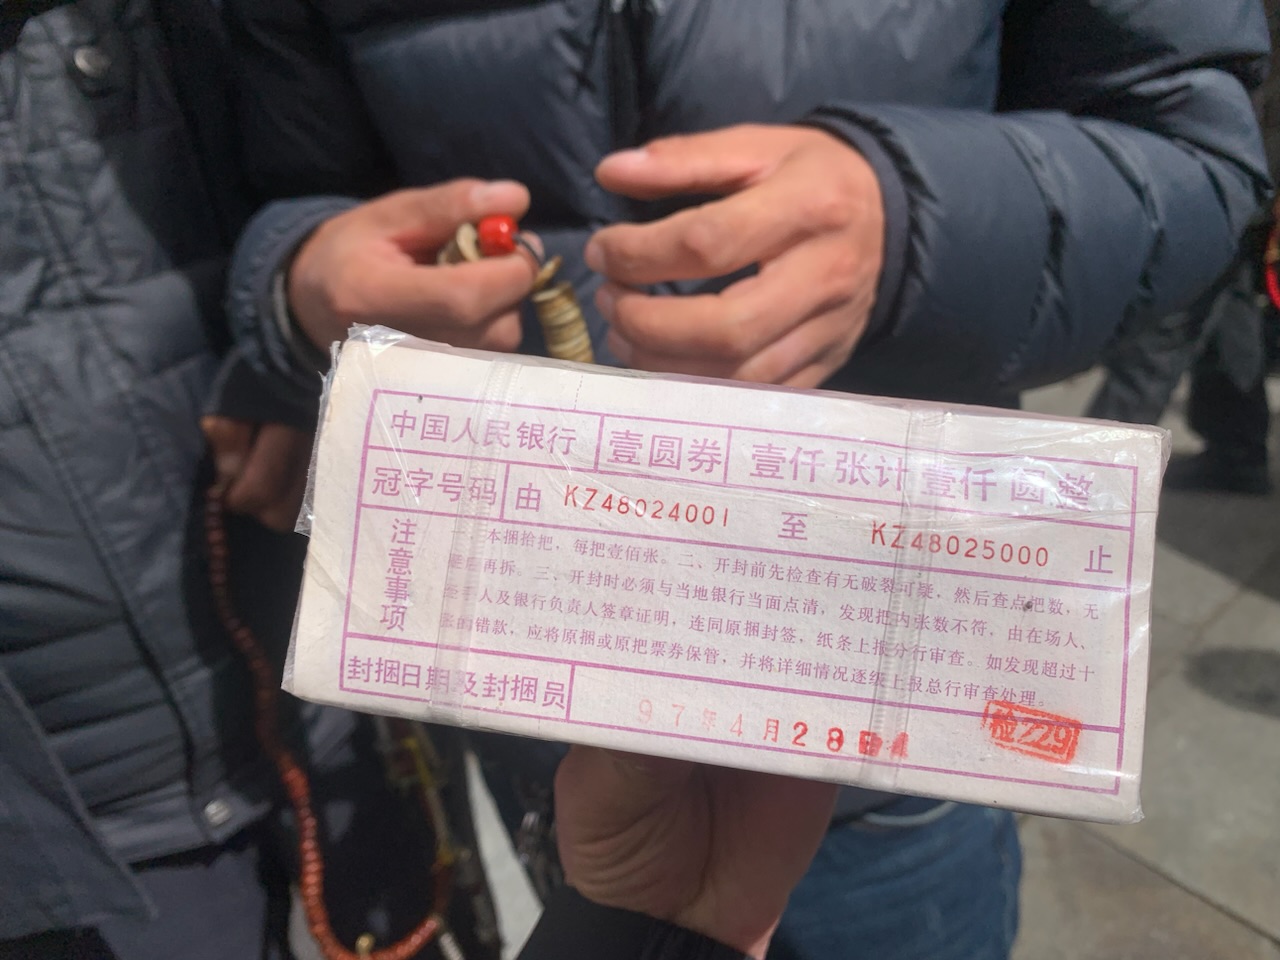 中国人民银行 壹圆券 壹仟张计壹仟圆整
冠字号码 由 KZ48024001 至 KZ48025000 止
注意事项
一、本捆拾把，每把壹佰张。二、开封前先检查有无破裂可疑，然后查点把数，无
再拆。三、开封时必须与当地银行当面点清，发现把内张数不符，由在场人、
人及银行负责人签章证明，连同原捆封签，纸条上报分行审查。如发现超过十
张的错款，应将原捆或原把票券保管，并将详细情况逐级上报总行审查处理。
封捆日期及封捆员
97年4月28
检229